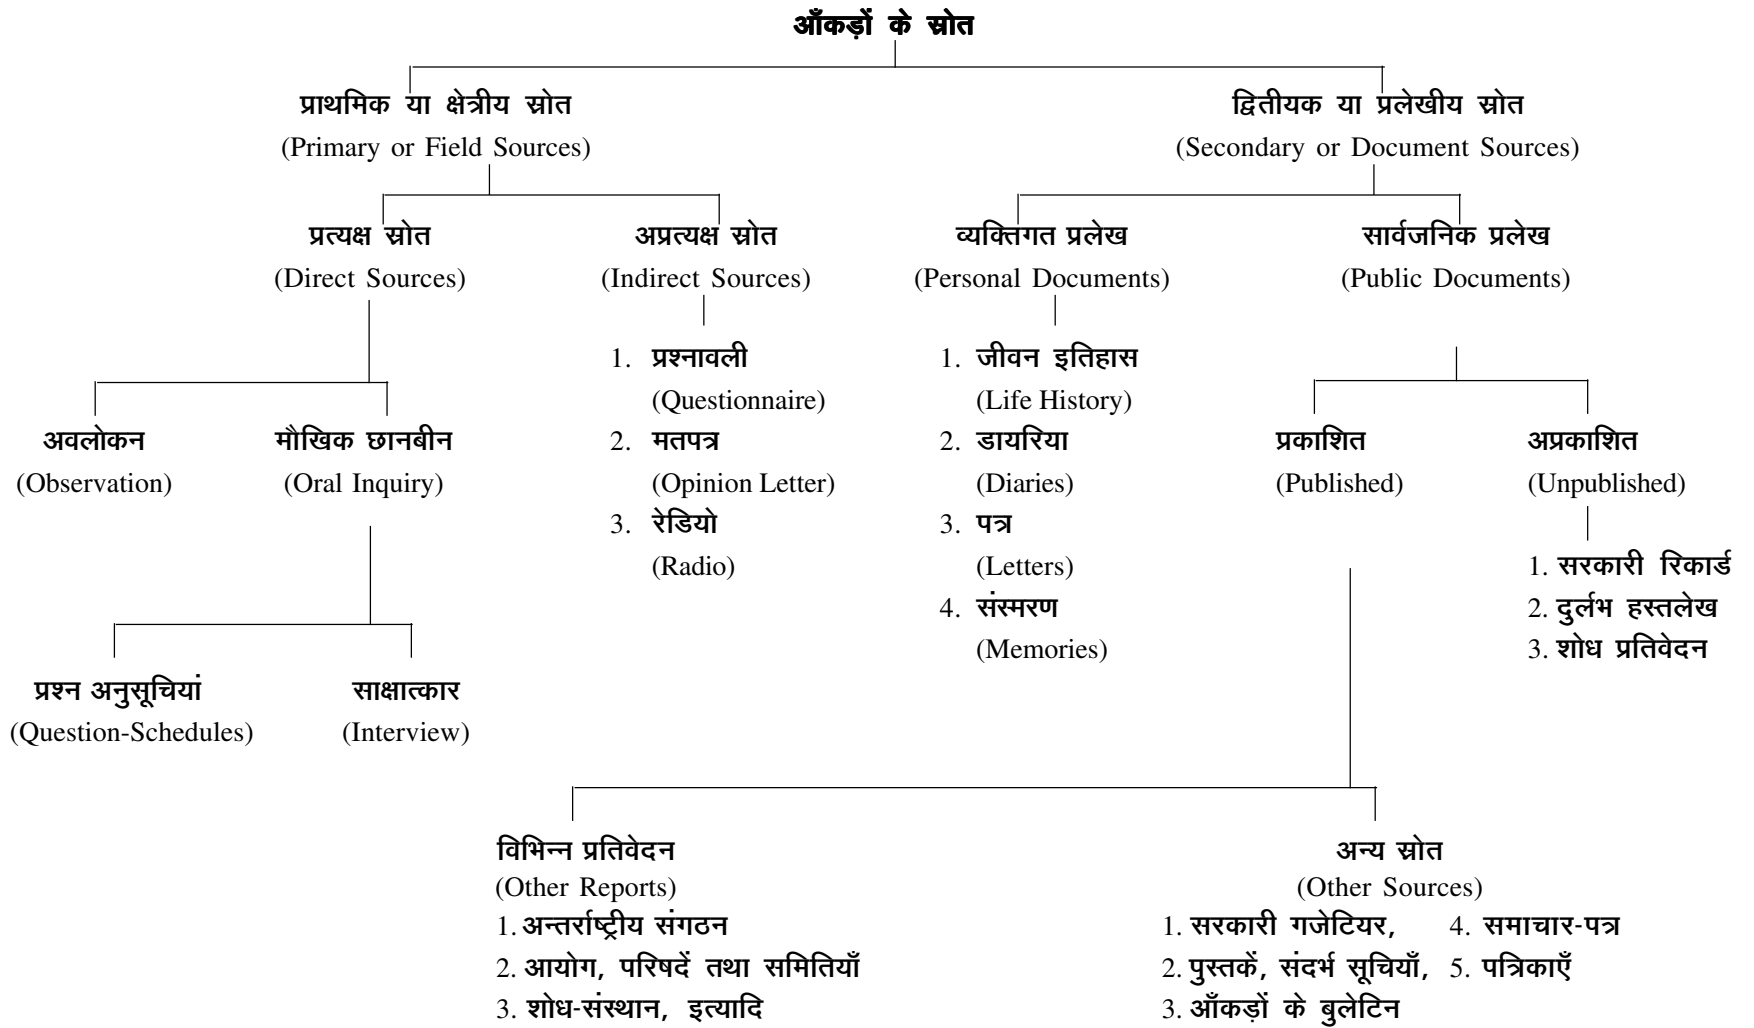 आँकड़ों के स्रोत
प्राथमिक या क्षेत्रीय स्रोत
(Primary or Field Sources)
द्वितीयक या प्रलेखीय स्रोत
(Secondary or Document Sources)
प्रत्यक्ष स्रोत
(Direct Sources)
अप्रत्यक्ष स्रोत
(Indirect Sources)
व्यक्तिगत प्रलेख
(Personal Documents)
सार्वजनिक प्रलेख
(Public Documents)
अवलोकन
(Observation)
मौखिक छानबीन
(Oral Inquiry)
1. प्रश्नावली
(Questionnaire)
2. मतपत्र
(Opinion Letter)
3. रेडियो
(Radio)
1. जीवन इतिहास
(Life History)
2. डायरिया
(Diaries)
3. पत्र
(Letters)
4. संस्मरण
(Memories)
प्रकाशित
(Published)
अप्रकाशित
(Unpublished)
1. सरकारी रिकार्ड
2. दुर्लभ हस्तलेख
3. शोध प्रतिवेदन
प्रश्न अनुसूचियां
(Question-Schedules)
साक्षात्कार
(Interview)
विभिन्न प्रतिवेदन
(Other Reports)
1. अन्तर्राष्ट्रीय संगठन
2. आयोग, परिषदें तथा समितियाँ
3. शोध-संस्थान, इत्यादि
अन्य स्रोत
(Other Sources)
1. सरकारी गजेटियर,
2. पुस्तकें, संदर्भ सूचियाँ,
3. आँकड़ों के बुलेटिन
4. समाचार-पत्र
5. पत्रिकाएँ